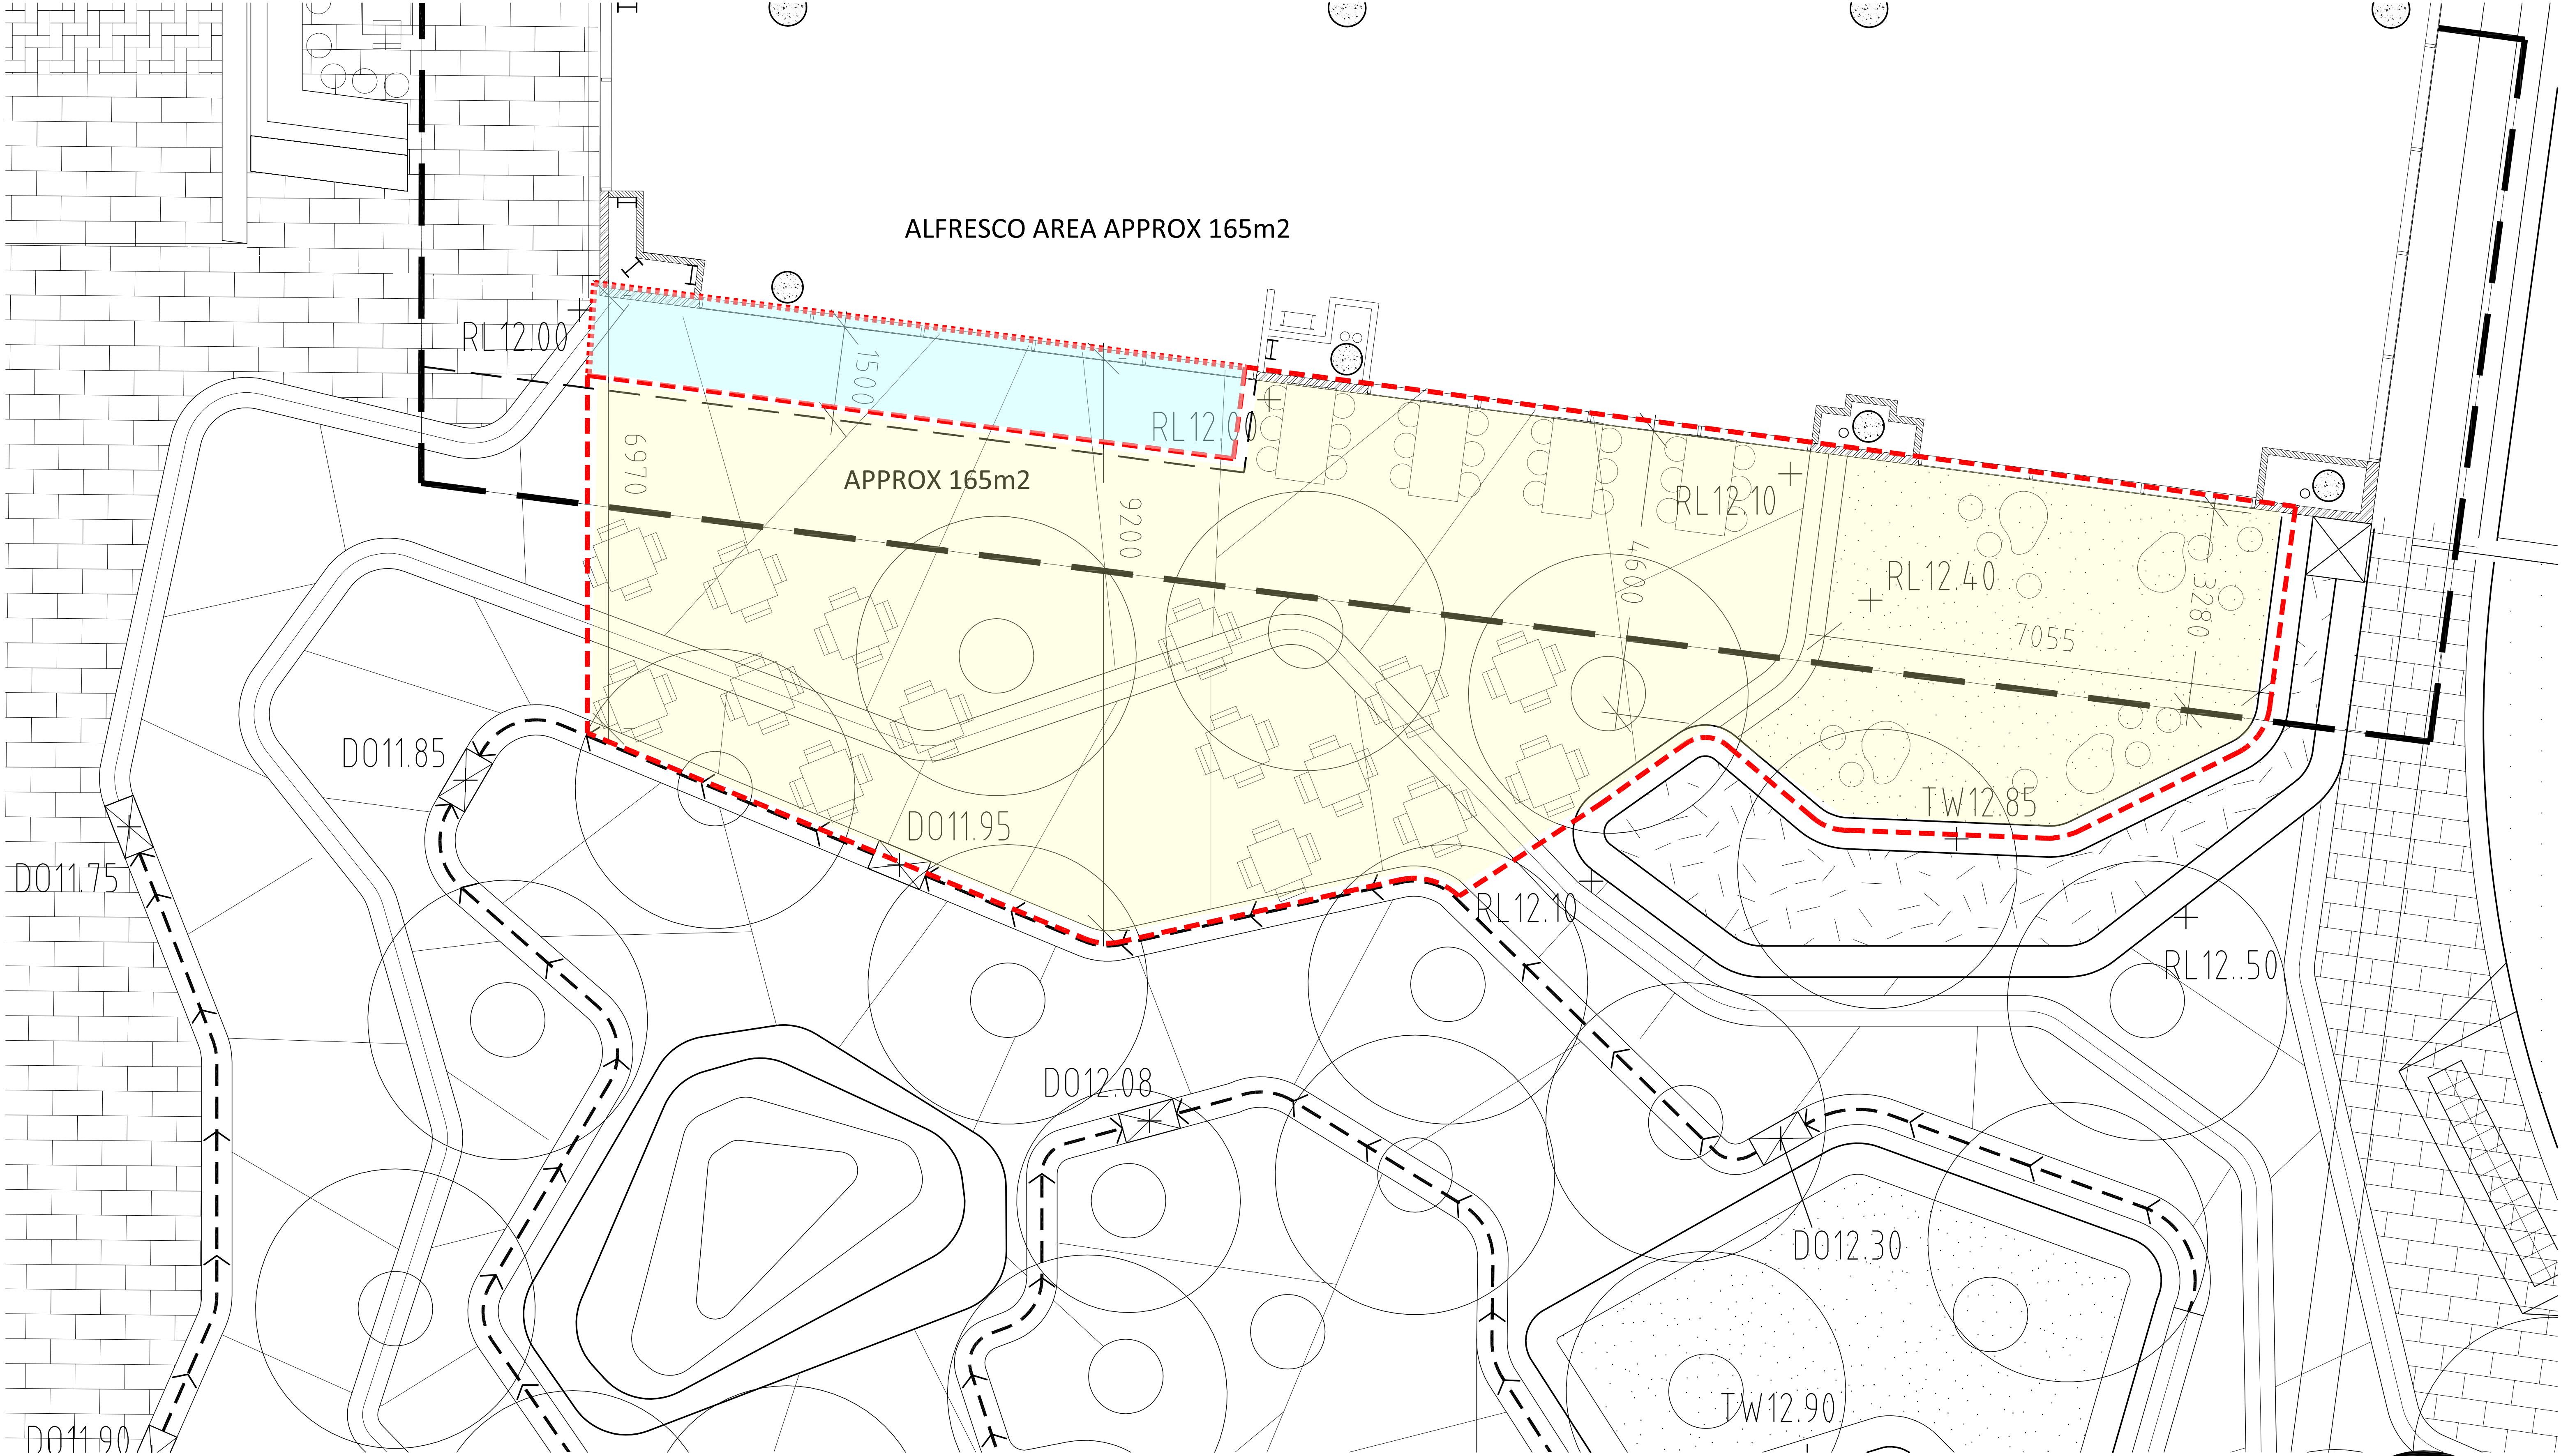 ALFRESCO AREA APPROX 165m2
RL12.00
1500
RL12.00
6970
APPROX 165m2
9200
RL12.10
4600
RL12.40
3280
7055
DO11.85
TW12.85
DO11.95
DO11.75
RL12.10
RL12..50
DO12.08
DO12.30
TW12.90
DO11.90